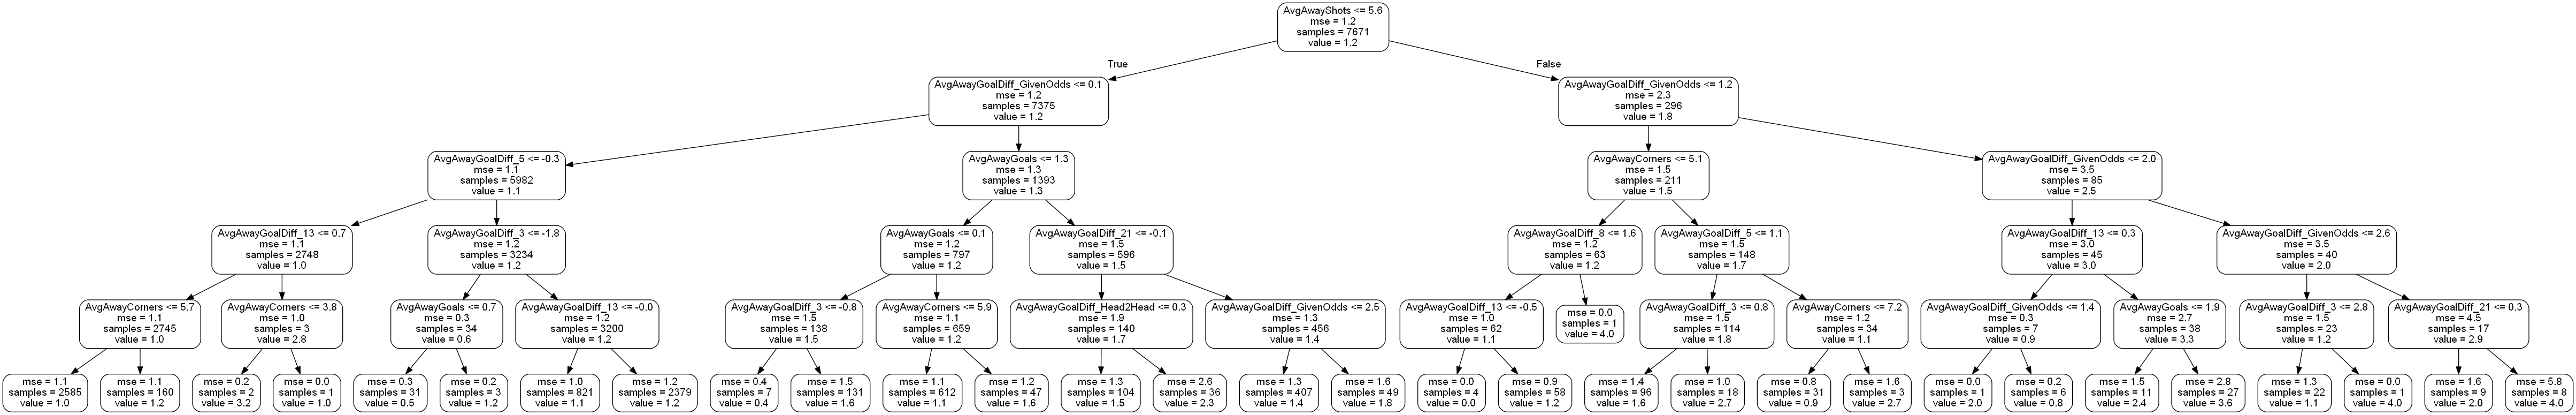 AvgAwayShots <= 5.6
mse = 1.2
samples = 7671
value = 1.2
True
False
AvgAwayGoalDiff_GivenOdds <= 0.1
mse = 1.2
samples = 7375
value = 1.2
AvgAwayGoalDiff_GivenOdds <= 1.2
mse = 2.3
samples = 296
value = 1.8
AvgAwayGoalDiff_5 <= -0.3
mse = 1.1
samples = 5982
value = 1.1
AvgAwayGoals <= 1.3
mse = 1.3
samples = 1393
value = 1.3
AvgAwayCorners <= 5.1
mse = 1.5
samples = 211
value = 1.5
AvgAwayGoalDiff_GivenOdds <= 2.0
mse = 3.5
samples = 85
value = 2.5
AvgAwayGoalDiff_13 <= 0.7
mse = 1.1
samples = 2748
value = 1.0
AvgAwayGoalDiff_3 <= -1.8
mse = 1.2
samples = 3234
value = 1.2
AvgAwayGoals <= 0.1
mse = 1.2
samples = 797
value = 1.2
AvgAwayGoalDiff_21 <= -0.1
mse = 1.5
samples = 596
value = 1.5
AvgAwayGoalDiff_8 <= 1.6
mse = 1.2
samples = 63
value = 1.2
AvgAwayGoalDiff_5 <= 1.1
mse = 1.5
samples = 148
value = 1.7
AvgAwayGoalDiff_13 <= 0.3
mse = 3.0
samples = 45
value = 3.0
AvgAwayGoalDiff_GivenOdds <= 2.6
mse = 3.5
samples = 40
value = 2.0
AvgAwayCorners <= 5.7
mse = 1.1
samples = 2745
value = 1.0
AvgAwayCorners <= 3.8
mse = 1.0
samples = 3
value = 2.8
AvgAwayGoals <= 0.7
mse = 0.3
samples = 34
value = 0.6
AvgAwayGoalDiff_13 <= -0.0
mse = 1.2
samples = 3200
value = 1.2
AvgAwayGoalDiff_3 <= -0.8
mse = 1.5
samples = 138
value = 1.5
AvgAwayCorners <= 5.9
mse = 1.1
samples = 659
value = 1.2
AvgAwayGoalDiff_Head2Head <= 0.3
mse = 1.9
samples = 140
value = 1.7
AvgAwayGoalDiff_GivenOdds <= 2.5
mse = 1.3
samples = 456
value = 1.4
AvgAwayGoalDiff_13 <= -0.5
mse = 1.0
samples = 62
value = 1.1
mse = 0.0
samples = 1
value = 4.0
AvgAwayGoalDiff_3 <= 0.8
mse = 1.5
samples = 114
value = 1.8
AvgAwayCorners <= 7.2
mse = 1.2
samples = 34
value = 1.1
AvgAwayGoalDiff_GivenOdds <= 1.4
mse = 0.3
samples = 7
value = 0.9
AvgAwayGoals <= 1.9
mse = 2.7
samples = 38
value = 3.3
AvgAwayGoalDiff_3 <= 2.8
mse = 1.5
samples = 23
value = 1.2
AvgAwayGoalDiff_21 <= 0.3
mse = 4.5
samples = 17
value = 2.9
mse = 1.1
samples = 2585
value = 1.0
mse = 1.1
samples = 160
value = 1.2
mse = 0.2
samples = 2
value = 3.2
mse = 0.0
samples = 1
value = 1.0
mse = 0.3
samples = 31
value = 0.5
mse = 0.2
samples = 3
value = 1.2
mse = 1.0
samples = 821
value = 1.1
mse = 1.2
samples = 2379
value = 1.2
mse = 0.4
samples = 7
value = 0.4
mse = 1.5
samples = 131
value = 1.6
mse = 1.1
samples = 612
value = 1.1
mse = 1.2
samples = 47
value = 1.6
mse = 1.3
samples = 104
value = 1.5
mse = 2.6
samples = 36
value = 2.3
mse = 1.3
samples = 407
value = 1.4
mse = 1.6
samples = 49
value = 1.8
mse = 0.0
samples = 4
value = 0.0
mse = 0.9
samples = 58
value = 1.2
mse = 1.4
samples = 96
value = 1.6
mse = 1.0
samples = 18
value = 2.7
mse = 0.8
samples = 31
value = 0.9
mse = 1.6
samples = 3
value = 2.7
mse = 0.0
samples = 1
value = 2.0
mse = 0.2
samples = 6
value = 0.8
mse = 1.5
samples = 11
value = 2.4
mse = 2.8
samples = 27
value = 3.6
mse = 1.3
samples = 22
value = 1.1
mse = 0.0
samples = 1
value = 4.0
mse = 1.6
samples = 9
value = 2.0
mse = 5.8
samples = 8
value = 4.0